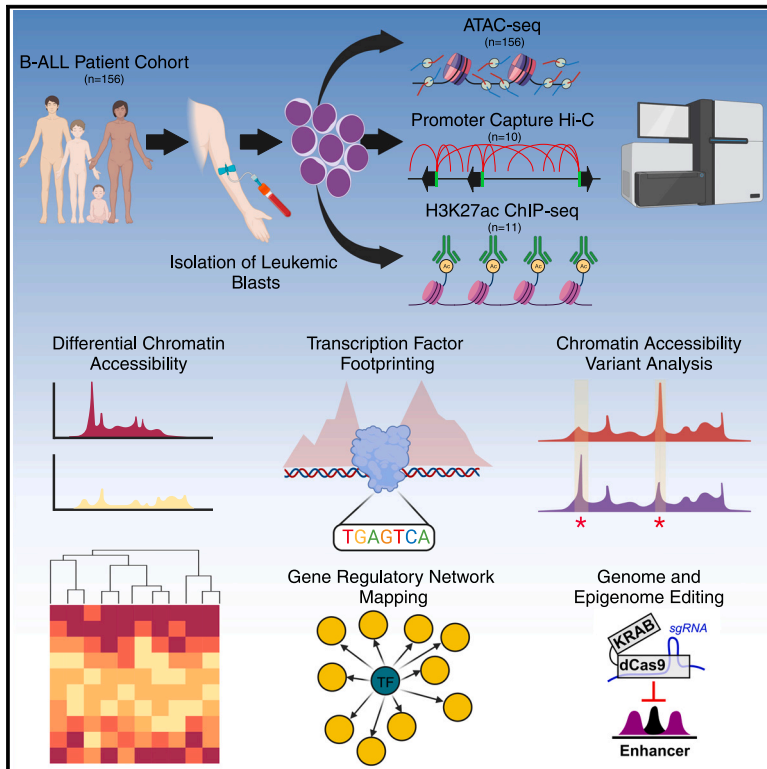 ATAC-seq
(n=156)
B-ALL Patient Cohort
(n=156)
Promoter Capture Hi-C
(n=10)
H3K27ac ChIP-seq
(n=11)
Ac Ac Ac Ac
Isolation of Leukemic
Blasts
Differential Chromatin
Accessibility
Transcription Factor
Footprinting
TGAGTCA
Chromatin Accessibility
Variant Analysis
* *
Gene Regulatory Network
Mapping
TF
Genome and
Epigenome Editing
KRAB
sgRNA
dCas9
Enhancer